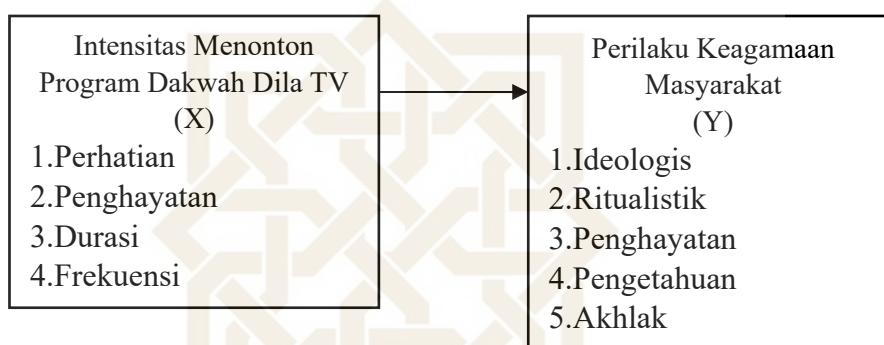 Intensitas Menonton
Program Dakwah Dila TV
(X)
1.Perhatian
2.Penghayatan
3.Durasi
4.Frekuensi
Perilaku Keagamaan
Masyarakat
(Y)
1.Ideologis
2.Ritualistik
3.Penghayatan
4.Pengetahuan
5.Akhlak